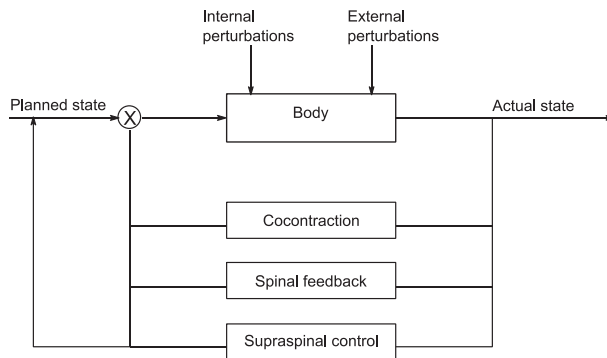 Internal
perturbations
External
perturbations
Planned state
X
Body
Actual state
Cocontraction
Spinal feedback
Supraspinal control